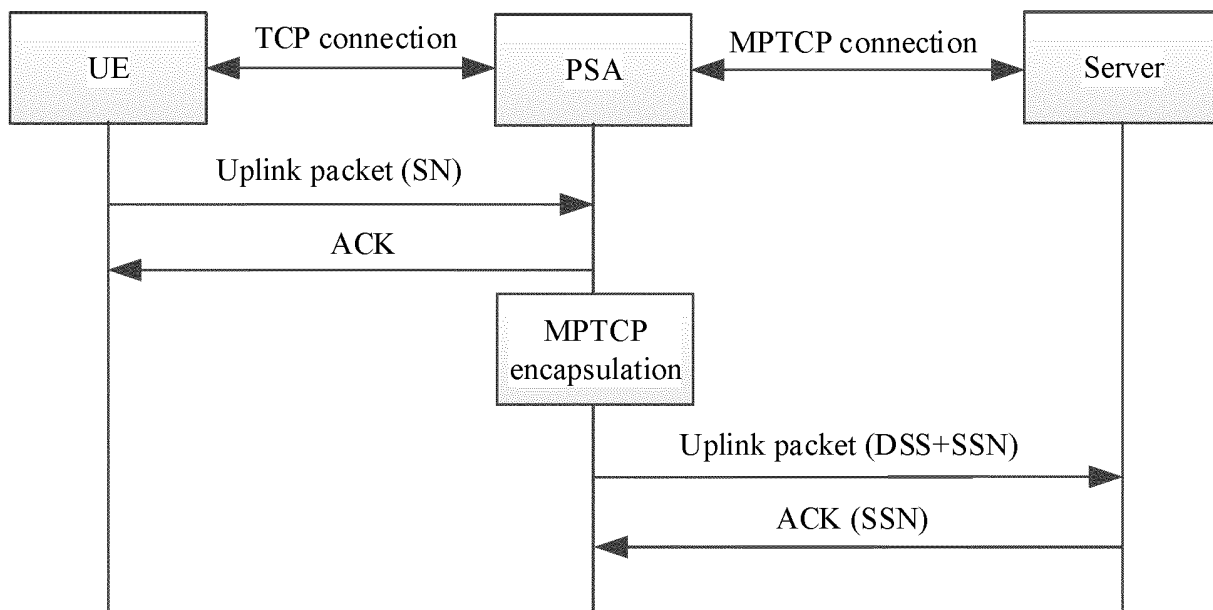 TCP connection
MPTCP connection
UE
PSA
Server
Uplink packet (SN)
ACK
MPTCP
encapsulation
Uplink packet (DSS+SSN)
ACK (SSN)